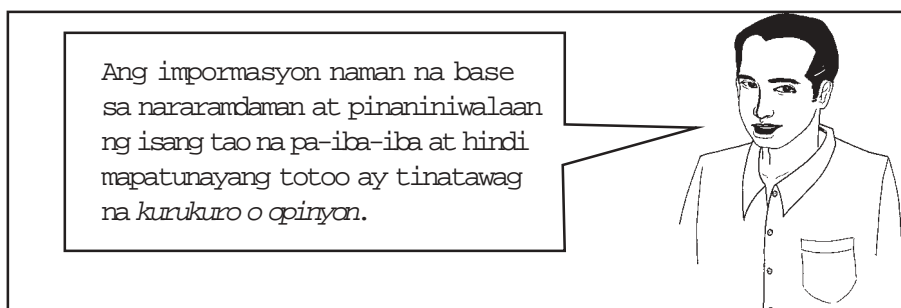 Ang impormasyon naman na base
sa nararamdaman at pinaniniwalaan
ng isang tao na pa-iba-iba at hindi
mapatunayang totoo ay tinatawag
na kurukuro o opinyon.